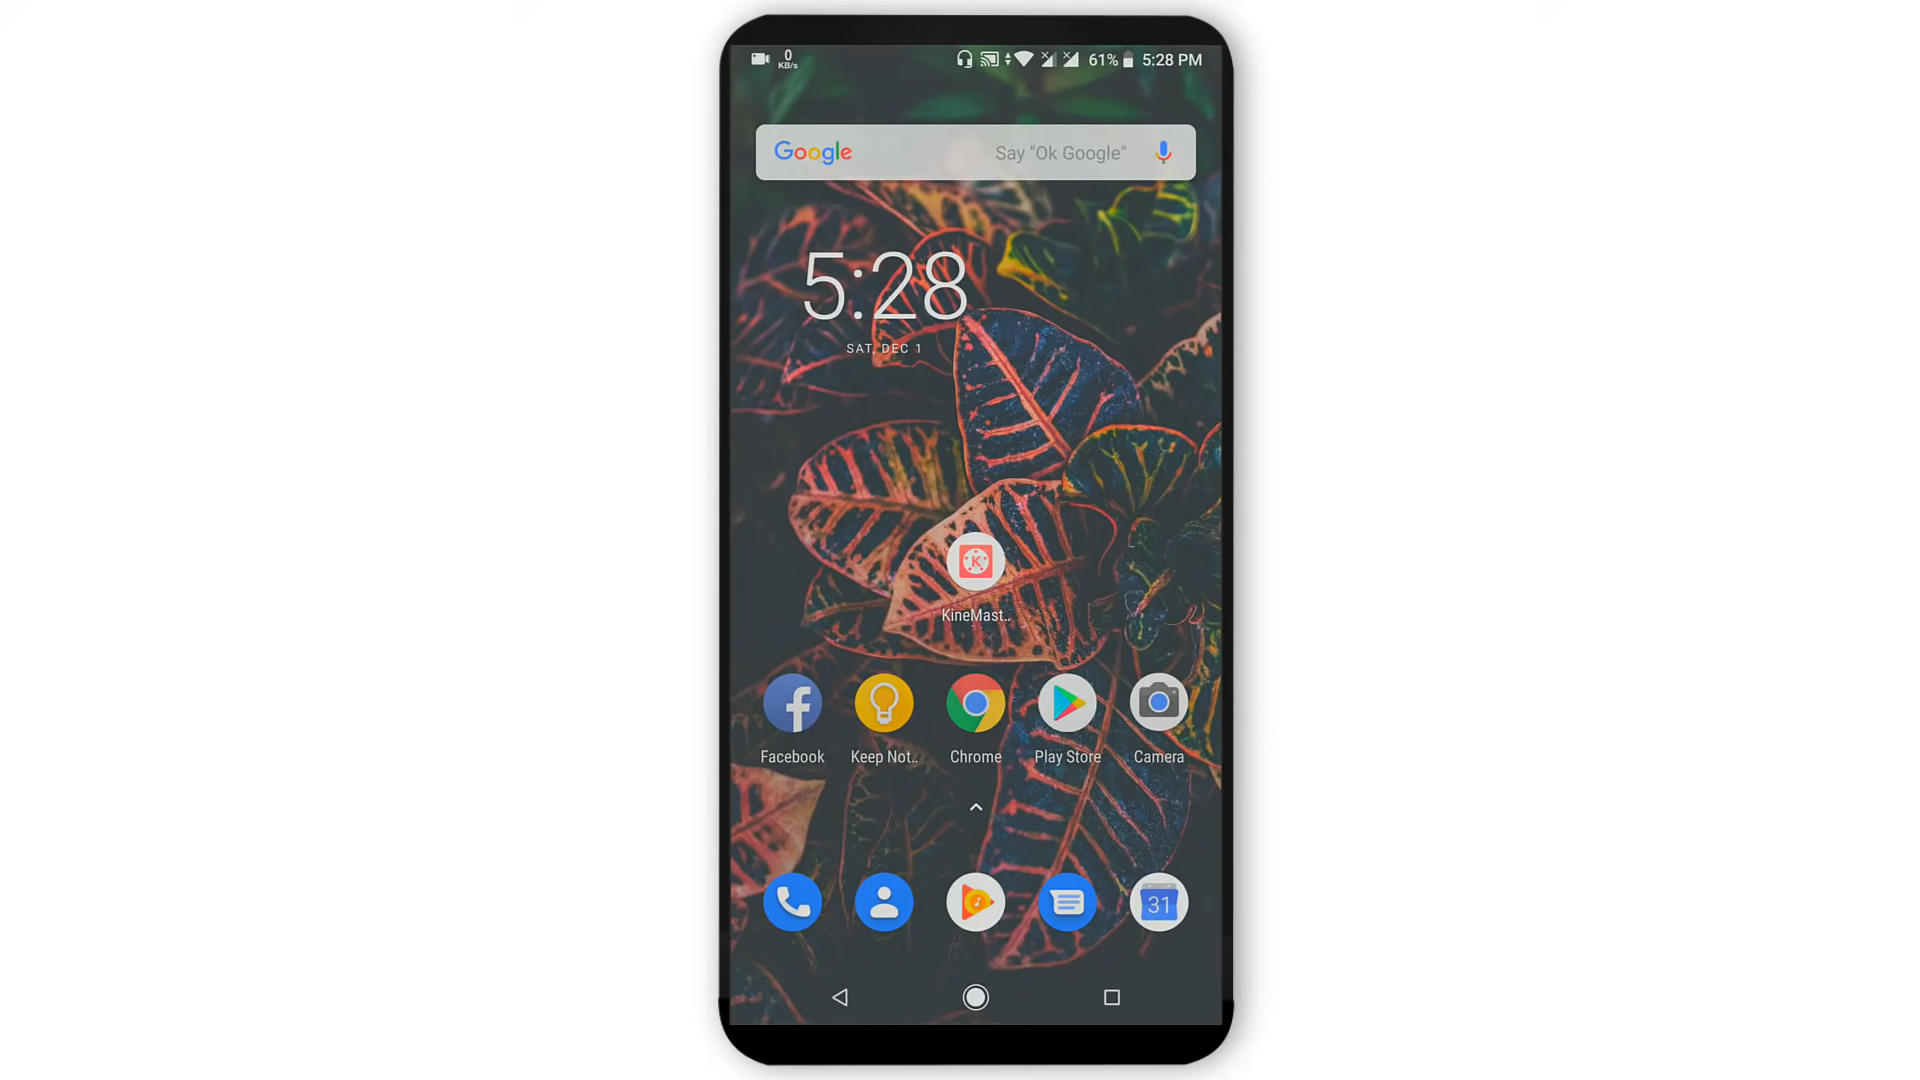 0
KB/s
61%
5:28 PM
Google
Say "Ok Google"
5:28
SAT, DEC 1
K
KineMast..
f
Facebook
Keep Not..
Chrome
Play Store
Camera
31